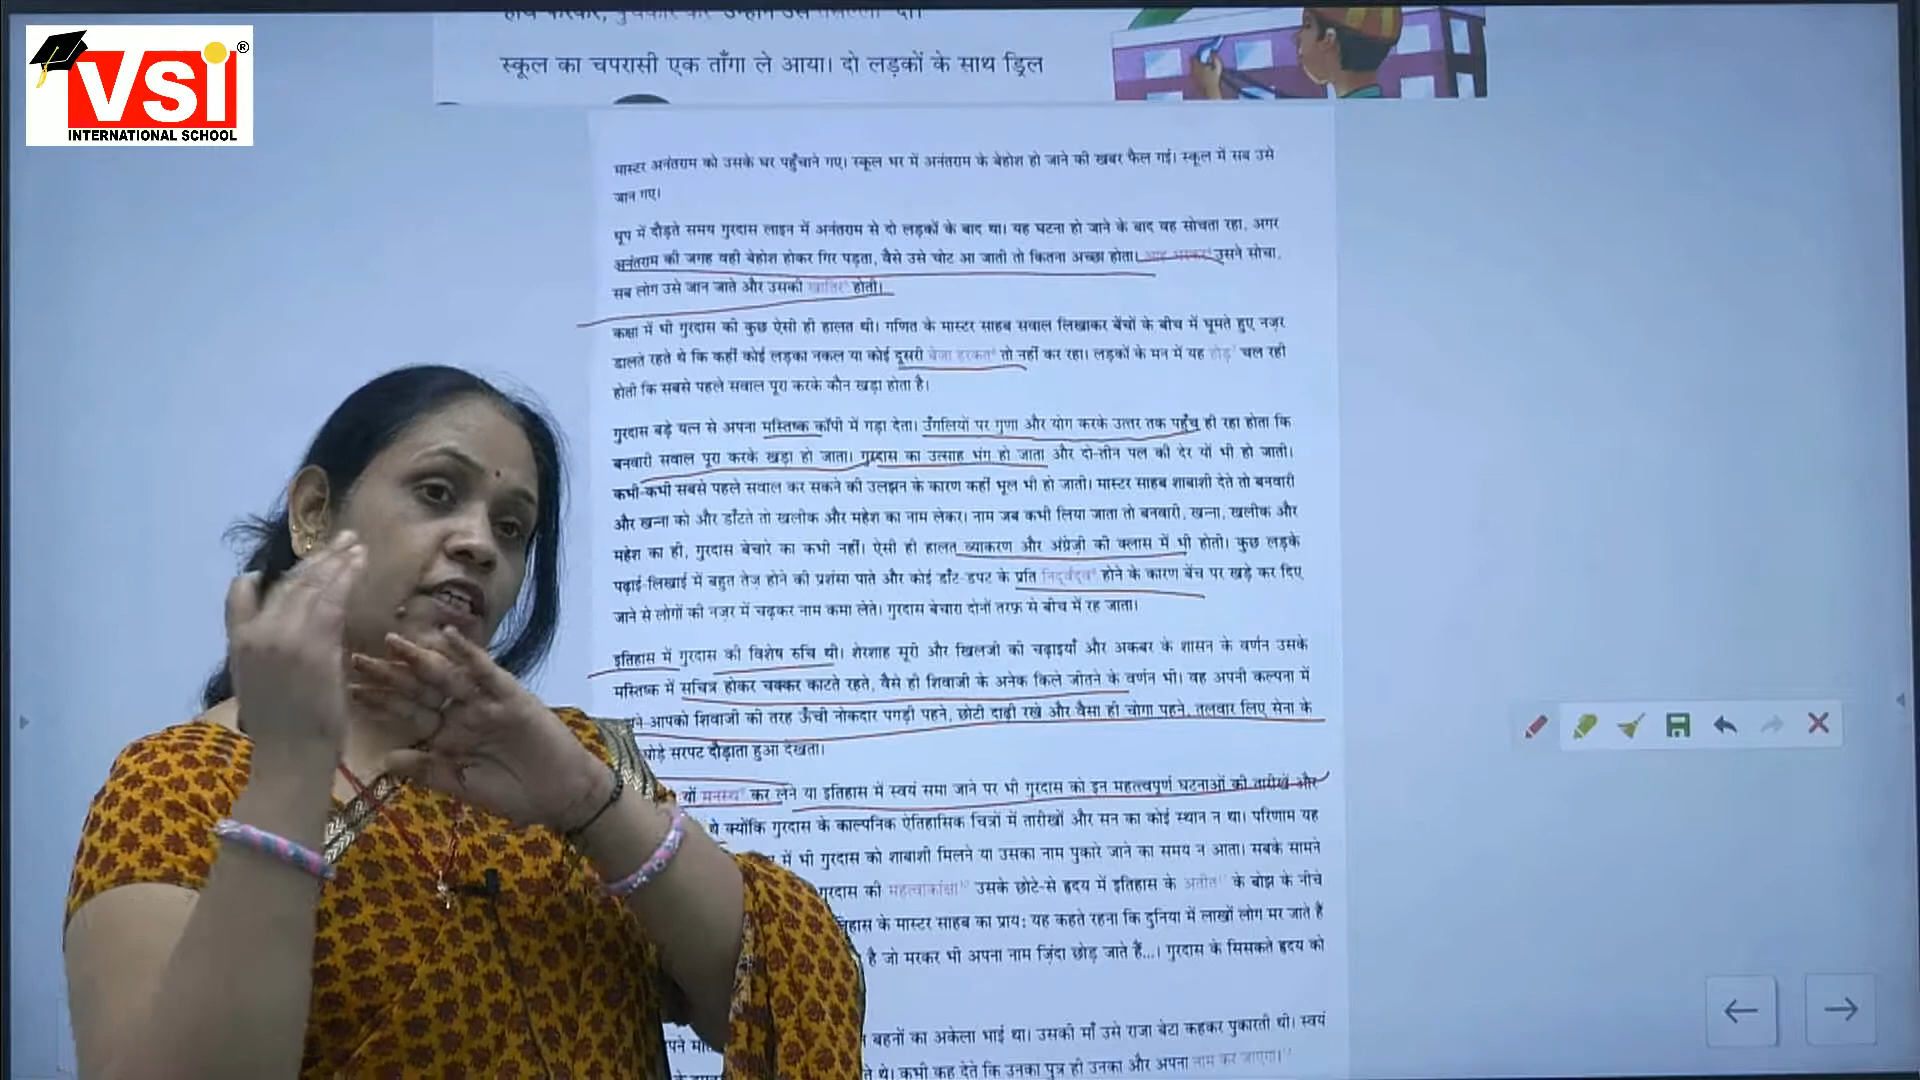 VSI
®
INTERNATIONAL SCHOOL
स्कूल का चपरासी एक ताँगा ले आया। दो लड़कों के साथ ड्रिल
मास्टर अनंतराम को उसके घर पहुँचाने गए। स्कूल भर में अनंतराम के बेहोश हो जाने की खबर फैल गई। स्कूल में सब उसे
जान गए।
धूप में दौड़ते समय गुरदास लाइन में अनंतराम से दो लड़कों के बाद था। यह घटना हो जाने के बाद वह सोचता रहा, अगर
अनंतराम की जगह वही बेहोश होकर गिर पड़ता, वैसे उसे चोट आ जाती तो कितना अच्छा होता। आह भरकर उसने सोचा,
सब लोग उसे जान जाते और उसकी खातिर होती।
कक्षा में भी गुरदास की कुछ ऐसी ही हालत थी। गणित के मास्टर साहब सवाल लिखाकर बेंचों के बीच में घूमते हुए नज़र
डालते रहते थे कि कहीं कोई लड़का नकल या कोई दूसरी बेजा हरकत तो नहीं कर रहा। लड़कों के मन में यह होड़ चल रही
होती कि सबसे पहले सवाल पूरा करके कौन खड़ा होता है।
गुरदास बड़े यत्न से अपना मस्तिष्क कॉपी में गड़ा देता। उँगलियों पर गुणा और योग करके उत्तर तक पहुँच ही रहा होता कि
बनवारी सवाल पूरा करके खड़ा हो जाता। गुरदास का उत्साह भंग हो जाता और दो-तीन पल की देर यों भी हो जाती।
कभी-कभी सबसे पहले सवाल कर सकने की उलझन के कारण कहीं भूल भी हो जाती। मास्टर साहब शाबाशी देते तो बनवारी
और खन्ना को और डाँटते तो खलीक और महेश का नाम लेकर। नाम जब कभी लिया जाता तो बनवारी, खन्ना, खलीक और
महेश का ही, गुरदास बेचारे का कभी नहीं। ऐसी ही हालत व्याकरण और अंग्रेज़ी की क्लास में भी होती। कुछ लड़के
पढ़ाई-लिखाई में बहुत तेज़ होने की प्रशंसा पाते और कोई डाँट-डपट के प्रति निर्द्वंद्व होने के कारण बेंच पर खड़े कर दिए
जाने से लोगों की नज़र में चढ़कर नाम कमा लेते। गुरदास बेचारा दोनों तरफ़ से बीच में रह जाता।
इतिहास में गुरदास की विशेष रुचि थी। शेरशाह सूरी और खिलजी की चढ़ाइयाँ और अकबर के शासन के वर्णन उसके
मस्तिष्क में सचित्र होकर चक्कर काटते रहते, वैसे ही शिवाजी के अनेक किले जीतने के वर्णन भी। वह अपनी कल्पना में
आपको शिवाजी की तरह ऊँची नोकदार पगड़ी पहने, छोटी दाढ़ी रखे और वैसा ही चोगा पहने, तलवार लिए सेना के
घोड़े सरपट दौड़ाता हुआ देखता।
यों मनस्थ कर लेने या इतिहास में स्वयं समा जाने पर भी गुरदास को इन महत्त्वपूर्ण घटनाओं की तारीखें और
थे क्योंकि गुरदास के काल्पनिक ऐतिहासिक चित्रों में तारीखों और सन का कोई स्थान न था। परिणाम यह
में भी गुरदास को शाबाशी मिलने या उसका नाम पुकारे जाने का समय न आता। सबके सामने
गुरदास की महत्वाकांक्षा उसके छोटे-से हृदय में इतिहास के अतीत के बोझ के नीचे
के मास्टर साहब का प्राय: यह कहते रहना कि दुनिया में लाखों लोग मर जाते हैं
है जो मरकर भी अपना नाम ज़िंदा छोड़ जाते हैं...। गुरदास के सिसकते हृदय को
बहनों का अकेला भाई था। उसकी माँ उसे राजा बेटा कहकर पुकारती थी। स्वयं
थे। कभी कह देते कि उनका पुत्र ही उनका और अपना नाम कर जाएगा।